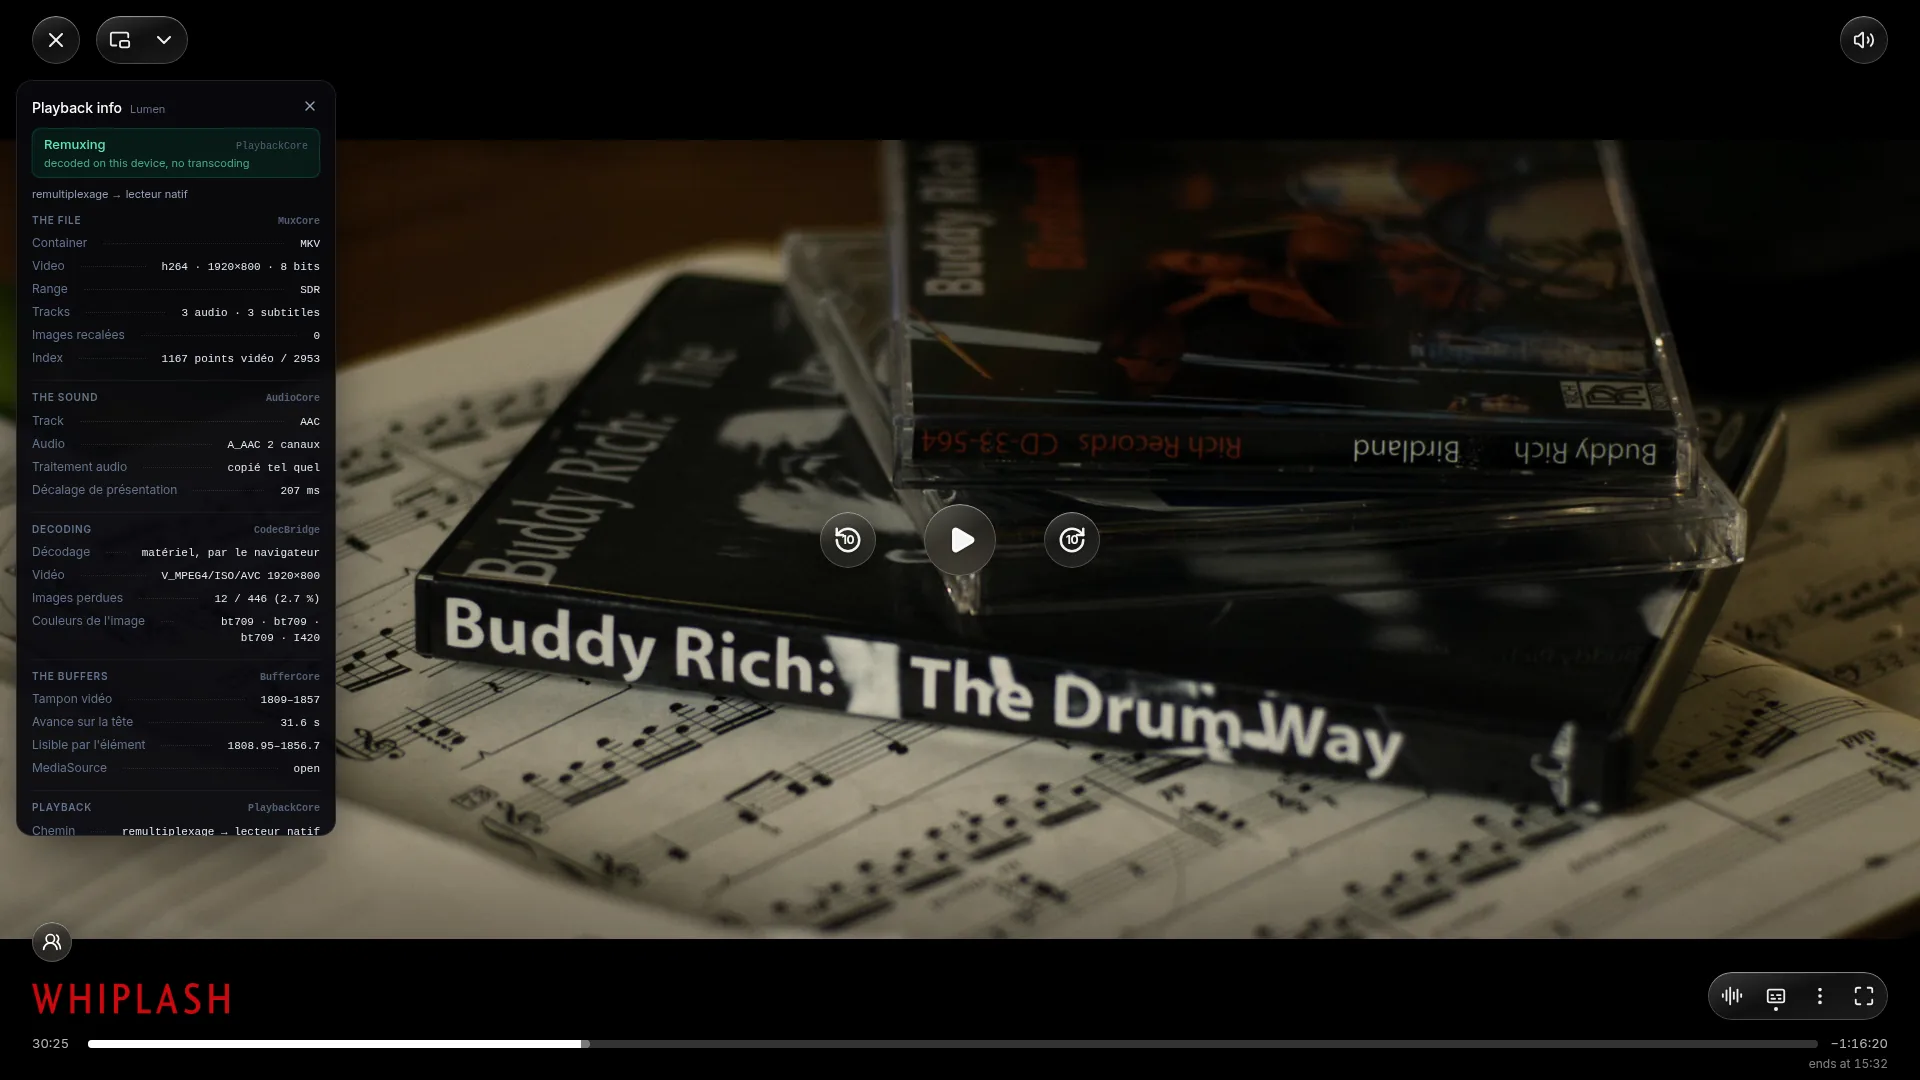 Playback info Lumen
Remuxing PlaybackCore
decoded on this device, no transcoding
remultiplexage → lecteur natif
THE FILE MuxCore
Container MKV
Video h264 · 1920×800 · 8 bits
Range SDR
Tracks 3 audio · 3 subtitles
Images recalées 0
Index 1167 points vidéo / 2953
THE SOUND AudioCore
Track AAC
Audio A_AAC 2 canaux
Traitement audio copié tel quel
Décalage de présentation 207 ms
DECODING CodecBridge
Décodage matériel, par le navigateur
Vidéo V_MPEG4/ISO/AVC 1920×800
Images perdues 12 / 446 (2.7 %)
Couleurs de l'image bt709 · bt709 ·
bt709 · I420
THE BUFFERS BufferCore
Tampon vidéo 1809–1857
Avance sur la tête 31.6 s
Lisible par l'élément 1808.95–1856.7
MediaSource open
PLAYBACK PlaybackCore
Chemin remultiplexage → lecteur natif
Buddy Rich
Buddy Rich Birdland Rich Records CD-33-564
Buddy Rich: The
10
10
Buddy Rich: The Drum Way
WHIPLASH
30:25
−1:16:20
ends at 15:32